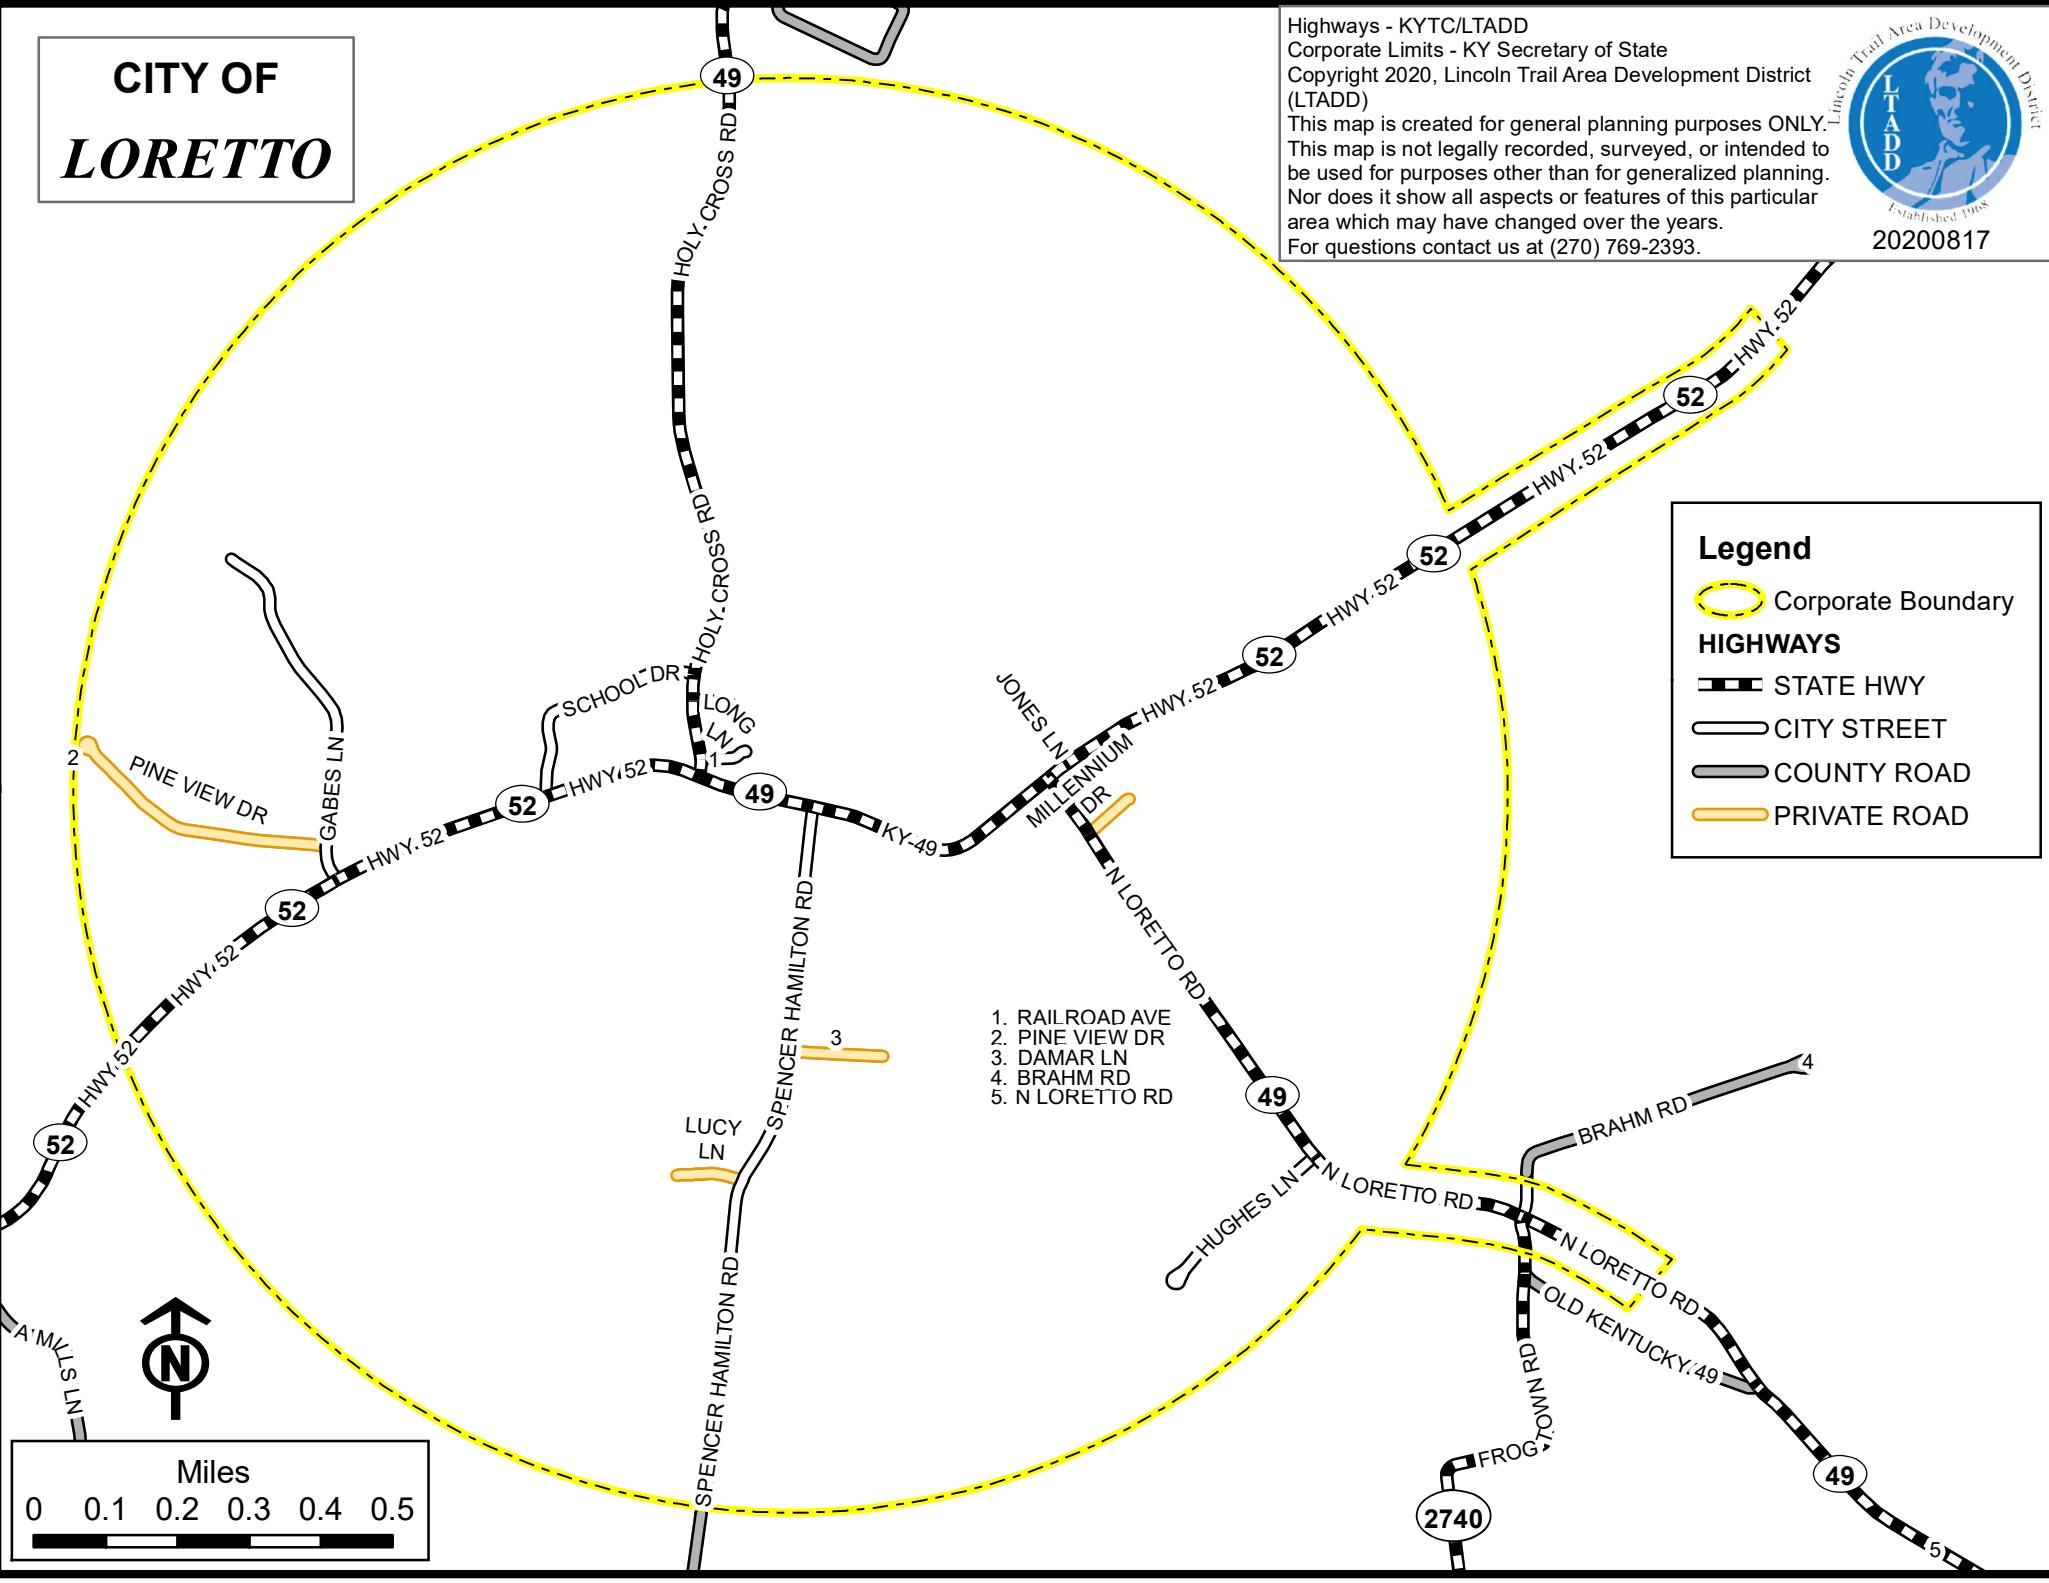 CITY OF
LORETTO
Highways - KYTC/LTADD
Corporate Limits - KY Secretary of State
Copyright 2020, Lincoln Trail Area Development District
(LTADD)
This map is created for general planning purposes ONLY.
This map is not legally recorded, surveyed, or intended to
be used for purposes other than for generalized planning.
Nor does it show all aspects or features of this particular
area which may have changed over the years.
For questions contact us at (270) 769-2393.
Lincoln Trail Area Development District
LTADD
Established 1968
20200817
49
HOLY CROSS RD
HWY 52
52
HWY 52
HOLY CROSS RD
52
HWY 52
52
HWY 52
Legend
Corporate Boundary
HIGHWAYS
STATE HWY
CITY STREET
COUNTY ROAD
PRIVATE ROAD
SCHOOL DR
LONG
LN
1
JONES LN
MILLENNIUM
DR
2
PINE VIEW DR
GABES LN
HWY 52
52
HWY 52
49
KY-49
52
HWY 52
HWY 52
52
N LORETTO RD
SPENCER HAMILTON RD
3
1. RAILROAD AVE
2. PINE VIEW DR
3. DAMAR LN
4. BRAHM RD
5. N LORETTO RD
49
4
BRAHM RD
LUCY
LN
HUGHES LN
N LORETTO RD
N LORETTO RD
OLD KENTUCKY 49
SPENCER HAMILTON RD
FROG TOWN RD
2740
49
5
A MILLS LN
N
Miles
0 0.1 0.2 0.3 0.4 0.5